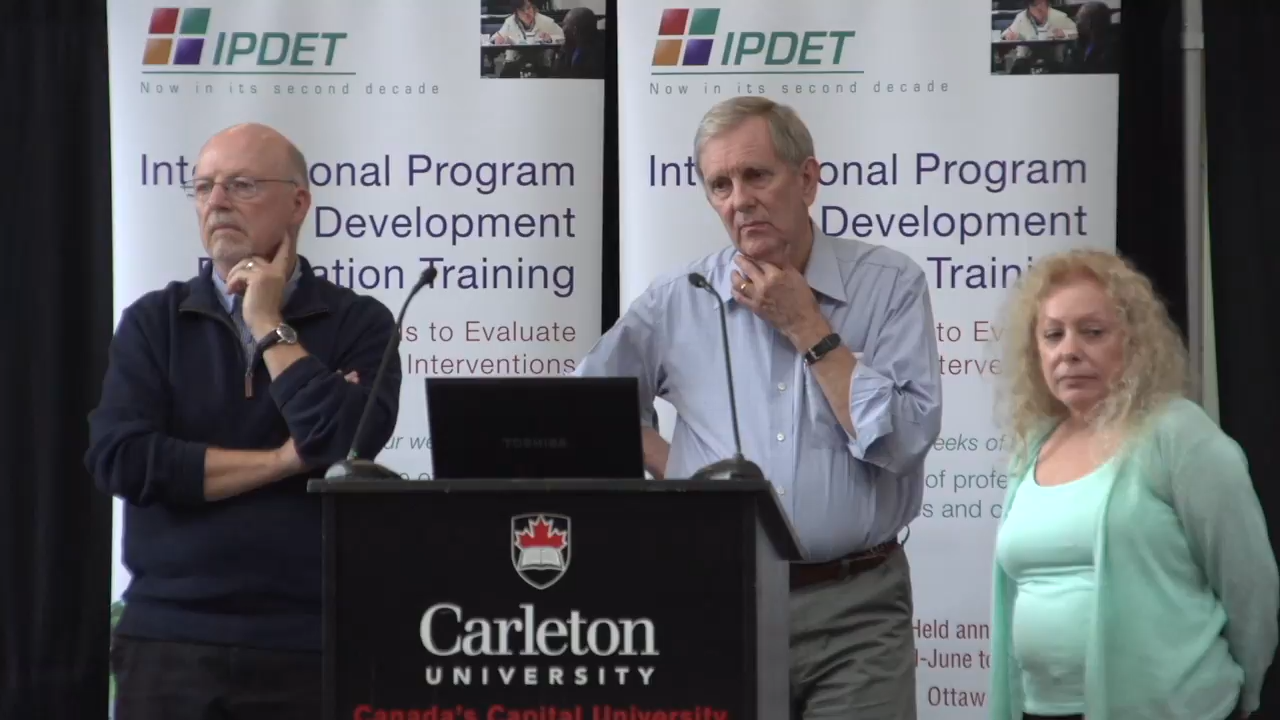 IPDET
Now in its second decade
Int onal Program
Development
ation Training
ls to Evaluate
Interventions
IPDET
Now in its second decade
Int onal Program
Development
Traini
to Ev
terve
eeks of
of profe
s and c
Held ann
-June to
Ottaw
TOSHIBA
Carleton
UNIVERSITY
Canada's Capital University